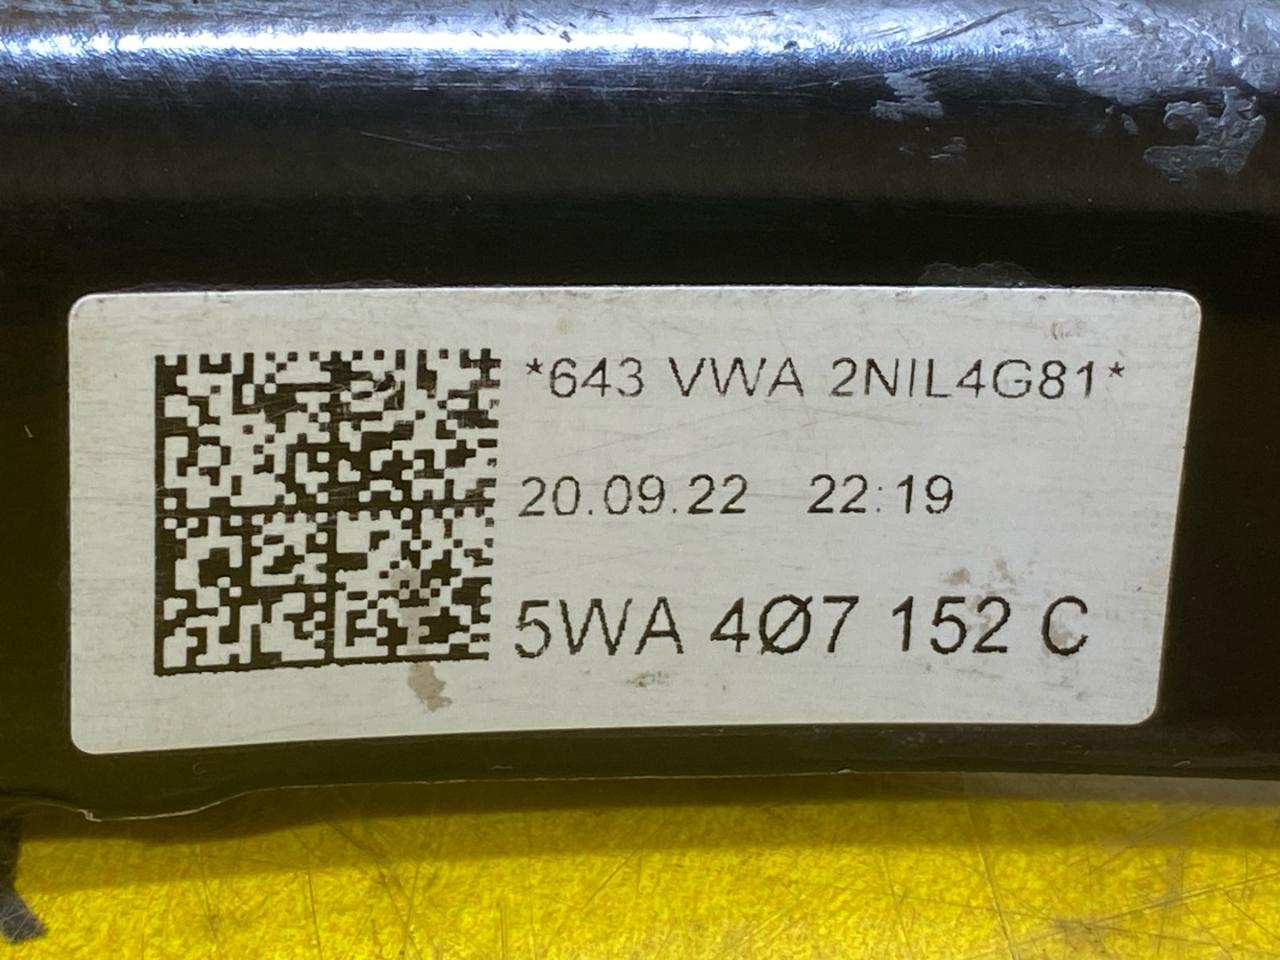 *643 VWA 2NIL4G81*
20.09.22 22:19
5WA 4Ø7 152 C